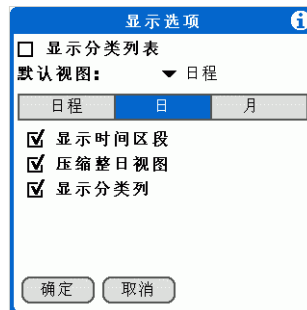 显示选项
显示分类列表
默认视图: 日程
日程 日 月
显示时间区段
压缩整日视图
显示分类列
确定 取消